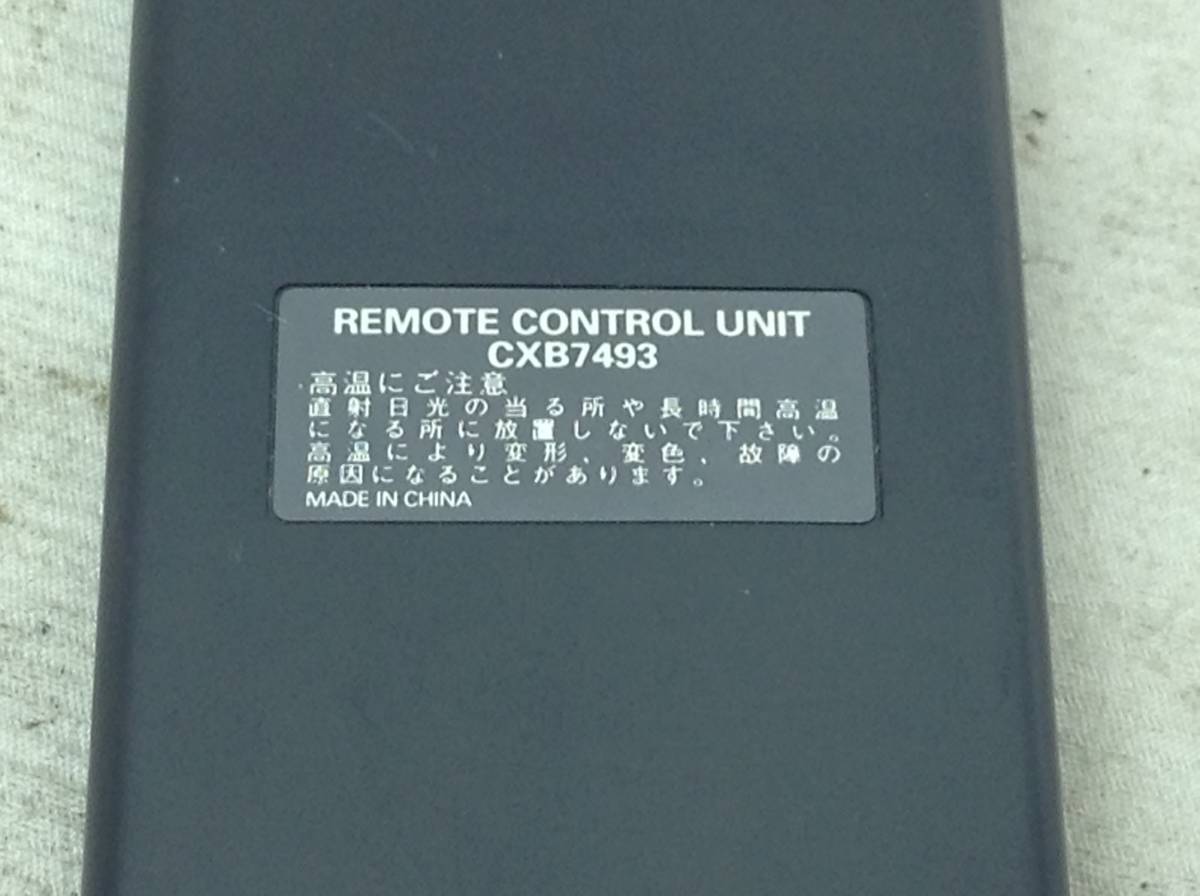 REMOTE CONTROL UNIT
CXB7493
高温にご注意
直射日光の当る所や長時間高温
になる所に放置しないで下さい。
高温により変形、変色、故障の
原因になることがあります。
MADE IN CHINA